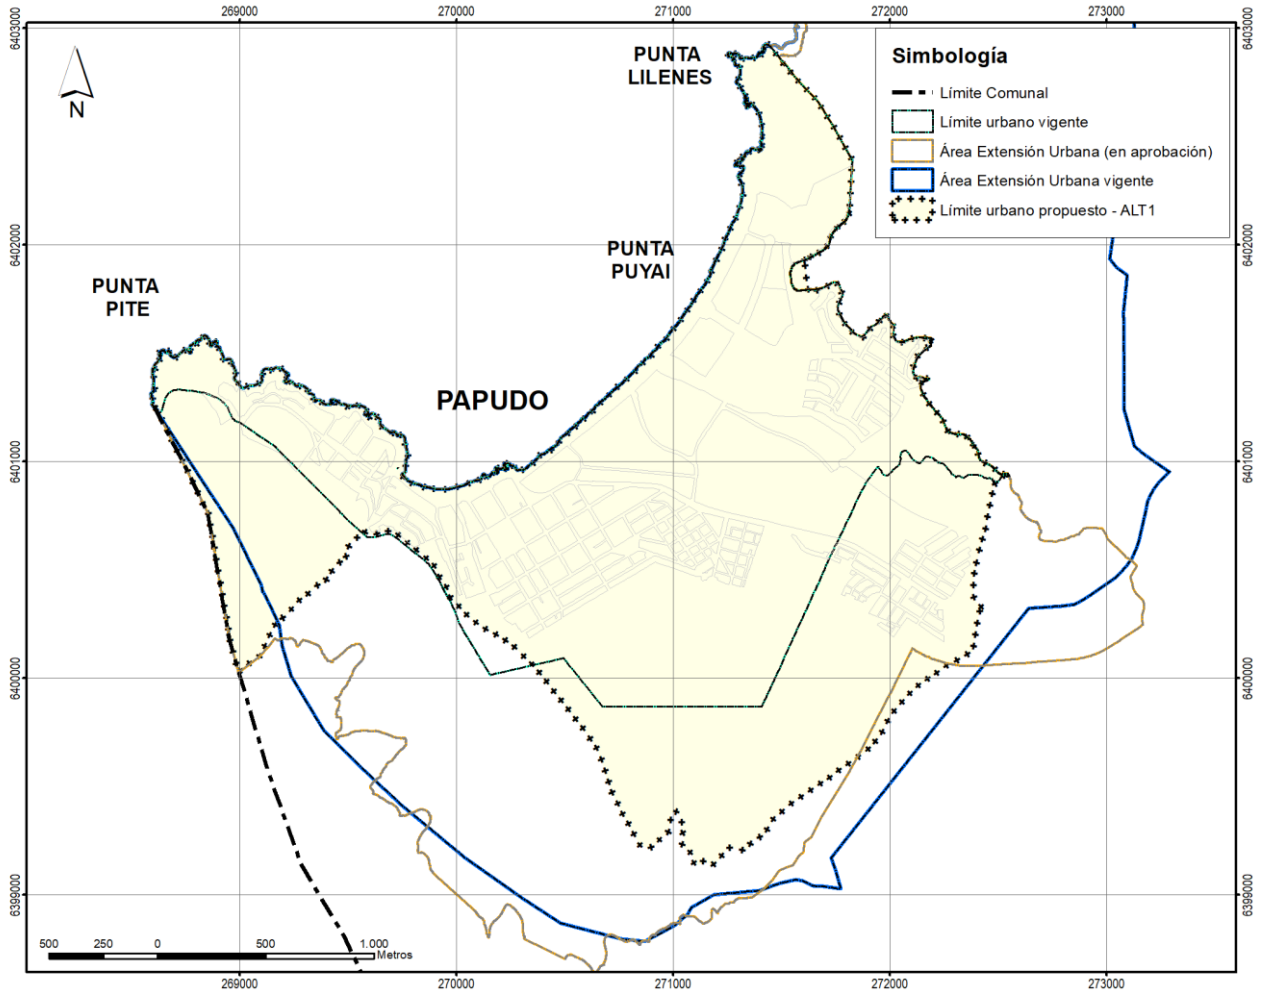 269000
270000
271000
272000
273000
6403000
6403000
PUNTA
LILENES
Simbología
Límite Comunal
Límite urbano vigente
Área Extensión Urbana (en aprobación)
Área Extensión Urbana vigente
Límite urbano propuesto - ALT1
N
6402000
6402000
PUNTA
PUYAI
PUNTA
PITE
PAPUDO
6401000
6401000
6400000
6400000
6399000
6399000
500
250
0
500
1.000
Metros
269000
270000
271000
272000
273000